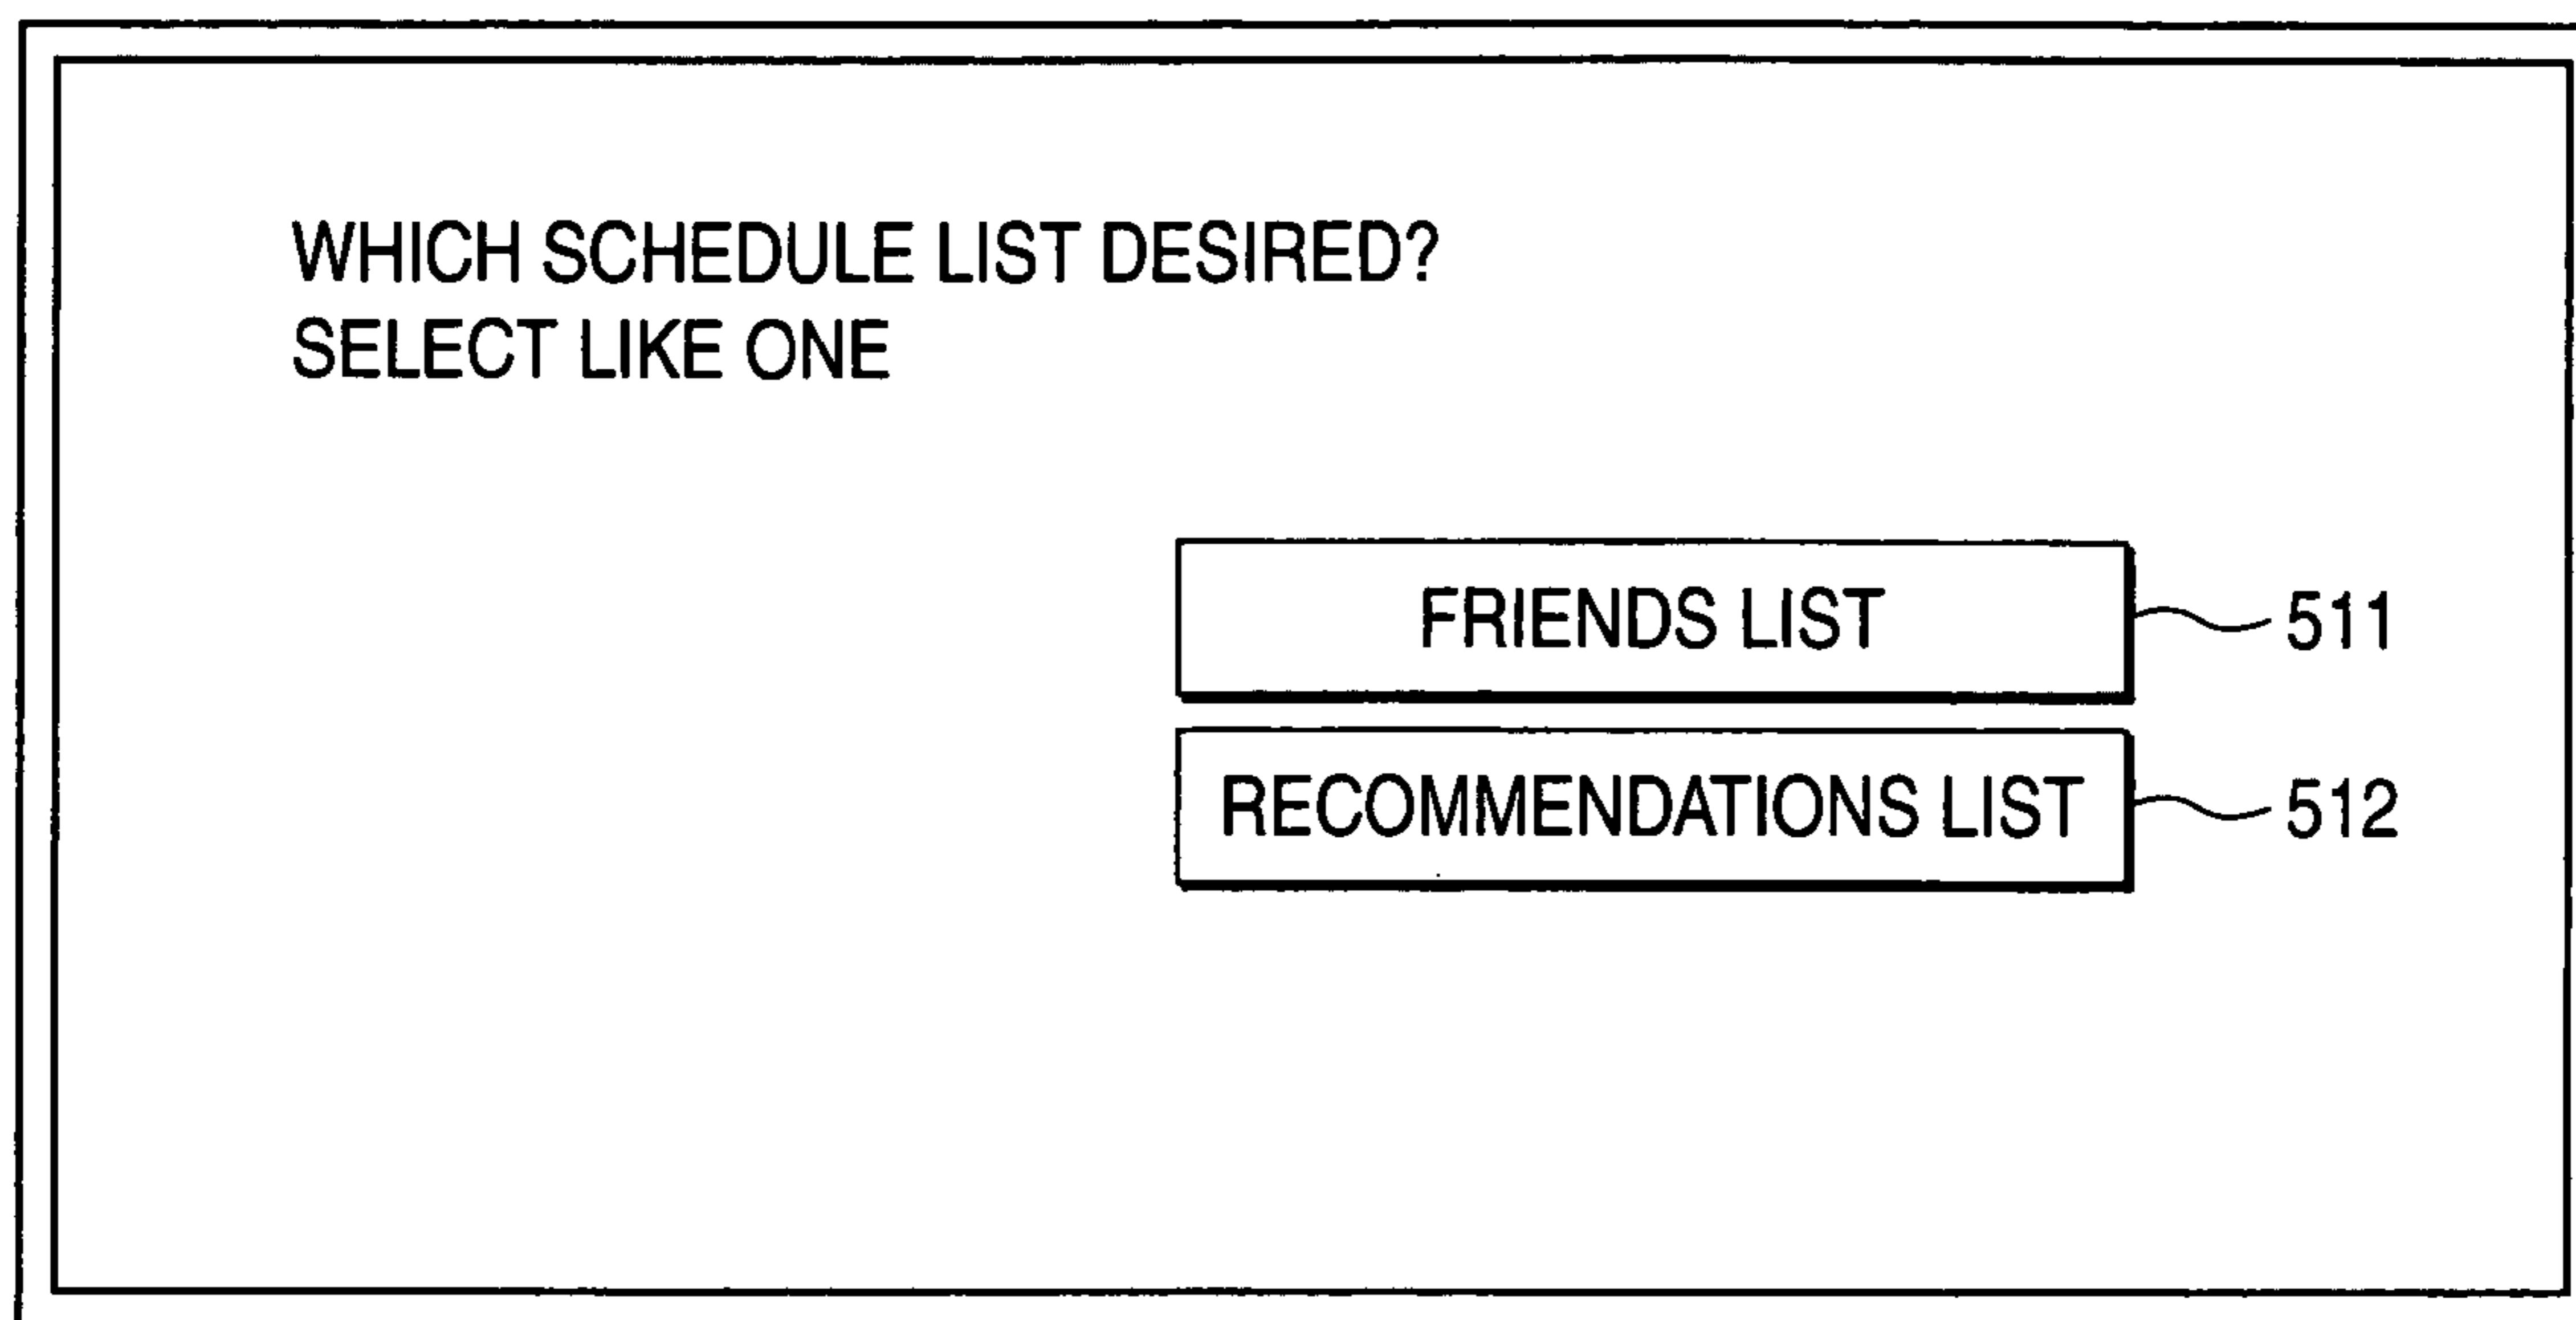 WHICH SCHEDULE LIST DESIRED?
SELECT LIKE ONE
FRIENDS LIST 511
RECOMMENDATIONS LIST 512